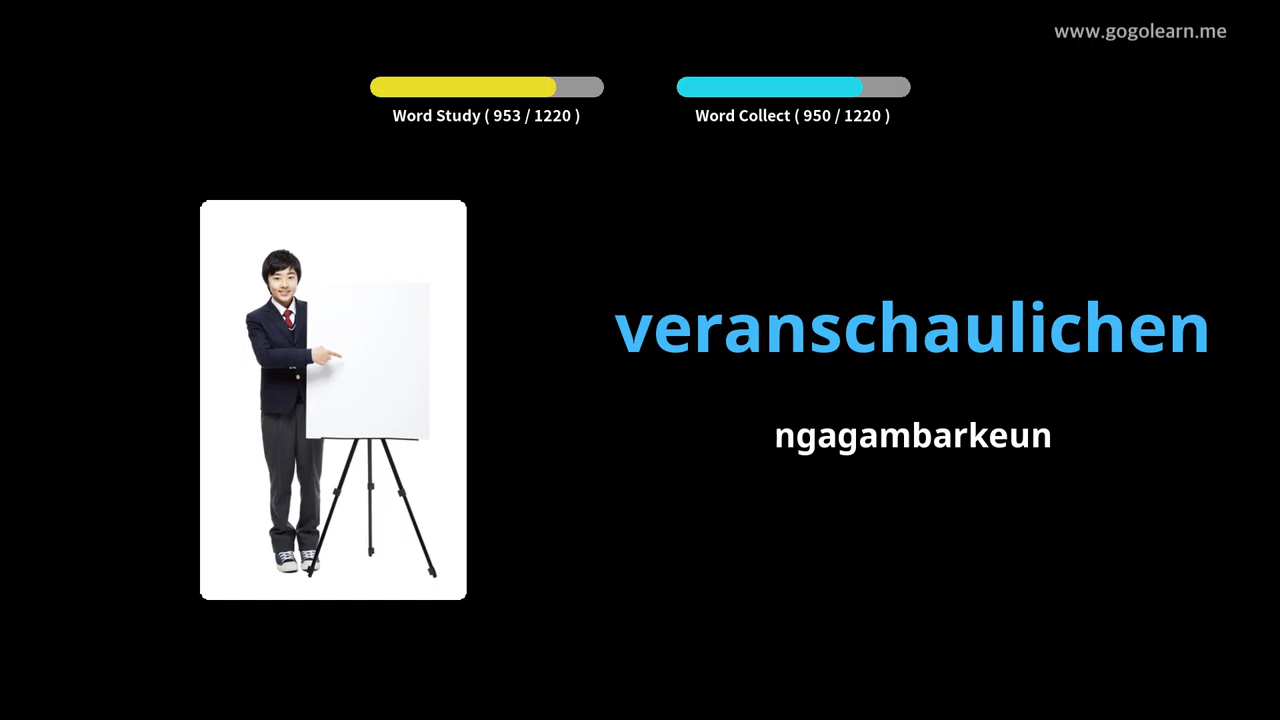 www.gogolearn.me
Word Study ( 953 / 1220 )
Word Collect ( 950 / 1220 )
veranschaulichen
ngagambarkeun